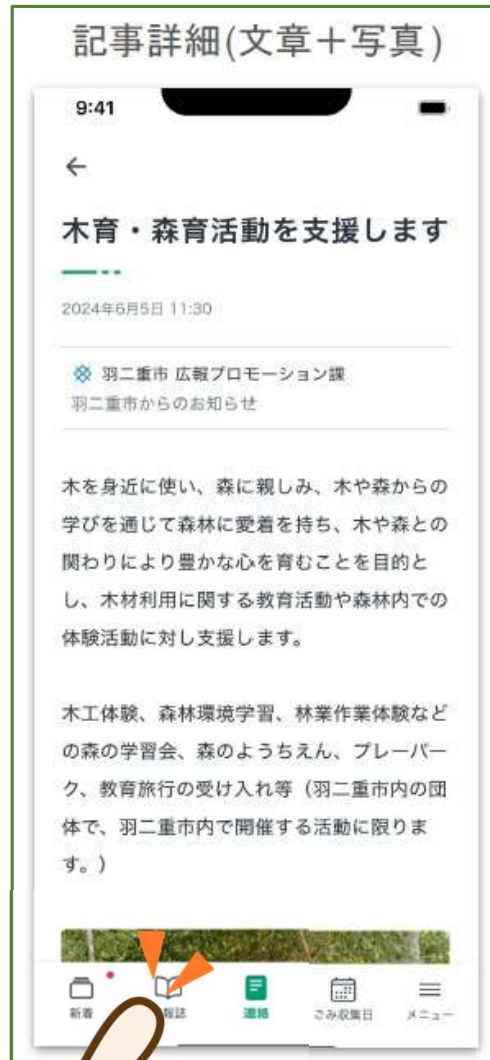 記事詳細(文章＋写真)
9:41
木育・森育活動を支援します
2024年6月5日 11:30
羽二重市 広報プロモーション課
羽二重市からのお知らせ
木を身近に使い、森に親しみ、木や森からの
学びを通じて森林に愛着を持ち、木や森との
関わりにより豊かな心を育むことを目的と
し、木材利用に関する教育活動や森林内での
体験活動に対し支援します。
木工体験、森林環境学習、林業作業体験など
の森の学習会、森のようちえん、プレーパー
ク、教育旅行の受け入れ等（羽二重市内の団
体で、羽二重市内で開催する活動に限りま
す。）
新着 報誌 連絡 ごみ収集日 メニュー